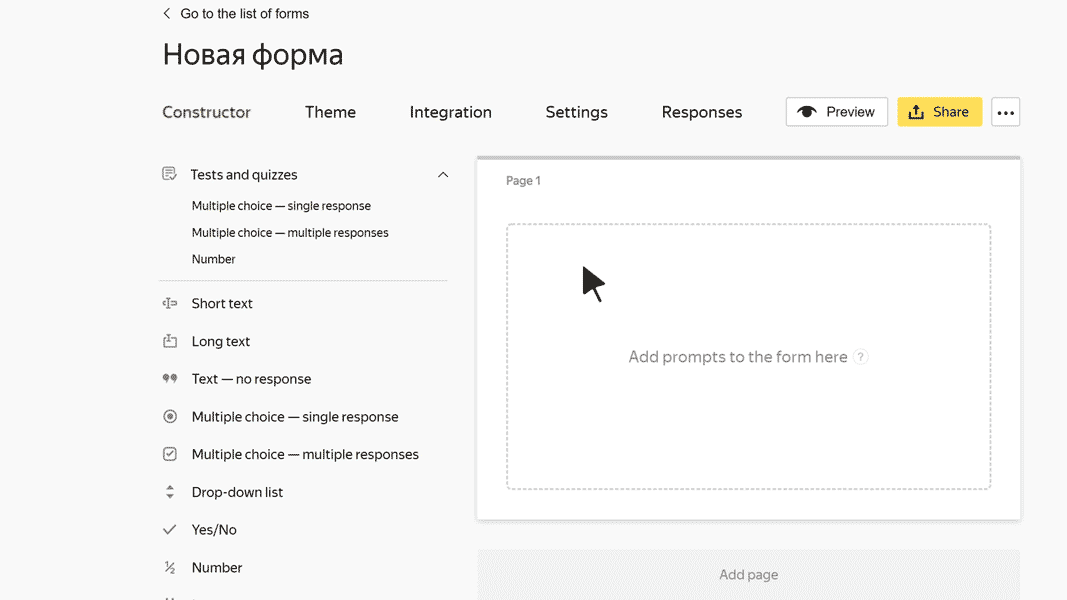 Go to the list of forms
Новая форма
Constructor Theme Integration Settings Responses Preview Share
Tests and quizzes
Multiple choice — single response
Multiple choice — multiple responses
Number
Short text
Long text
Text — no response
Multiple choice — single response
Multiple choice — multiple responses
Drop-down list
Yes/No
½ Number
Page 1
Add prompts to the form here ?
Add page